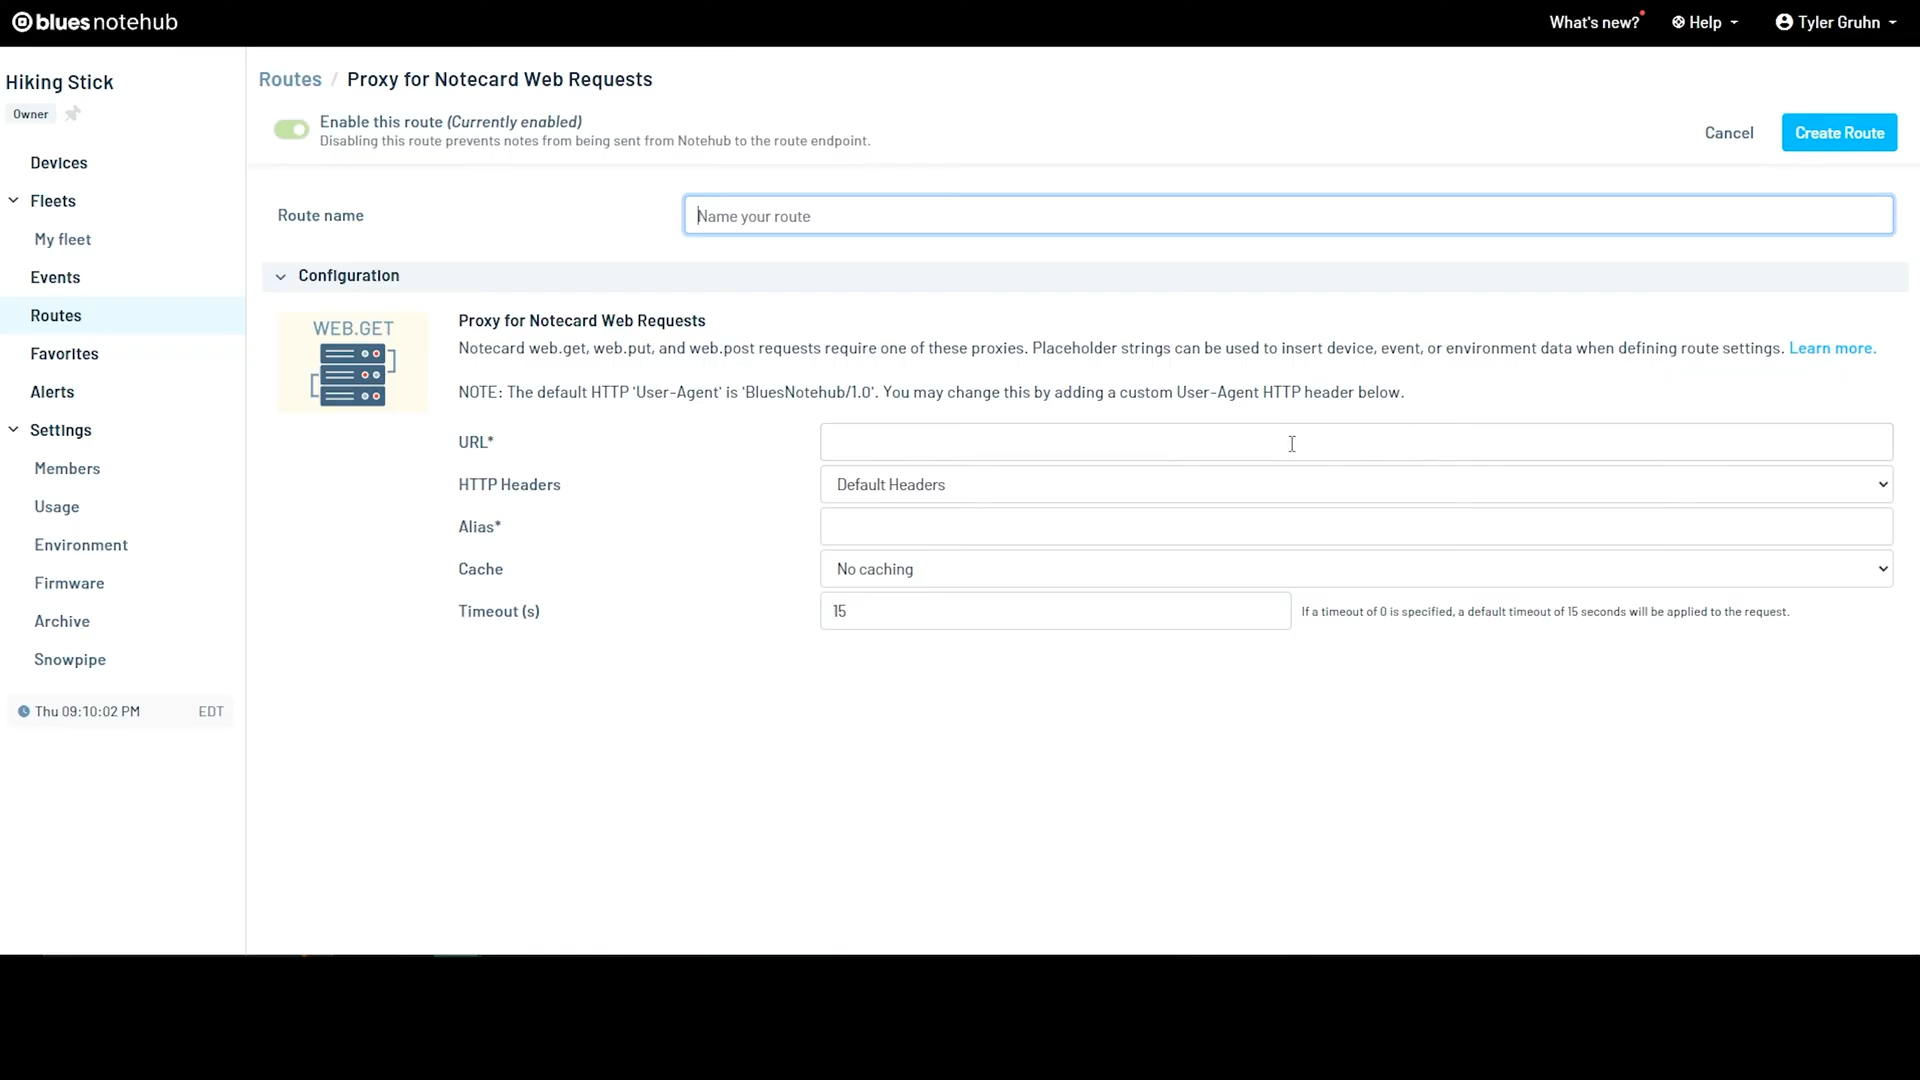 blues notehub
What's new?
Help
Tyler Gruhn
Hiking Stick
Owner
Devices
Fleets
My fleet
Events
Routes
Favorites
Alerts
Settings
Members
Usage
Environment
Firmware
Archive
Snowpipe
Thu 09:10:02 PM EDT
Routes / Proxy for Notecard Web Requests
Enable this route (Currently enabled)
Disabling this route prevents notes from being sent from Notehub to the route endpoint.
Cancel
Create Route
Route name
Name your route
Configuration
WEB.GET
Proxy for Notecard Web Requests
Notecard web.get, web.put, and web.post requests require one of these proxies. Placeholder strings can be used to insert device, event, or environment data when defining route settings. Learn more.
NOTE: The default HTTP 'User-Agent' is 'BluesNotehub/1.0'. You may change this by adding a custom User-Agent HTTP header below.
URL*
HTTP Headers
Default Headers
Alias*
Cache
No caching
Timeout (s)
15
If a timeout of 0 is specified, a default timeout of 15 seconds will be applied to the request.